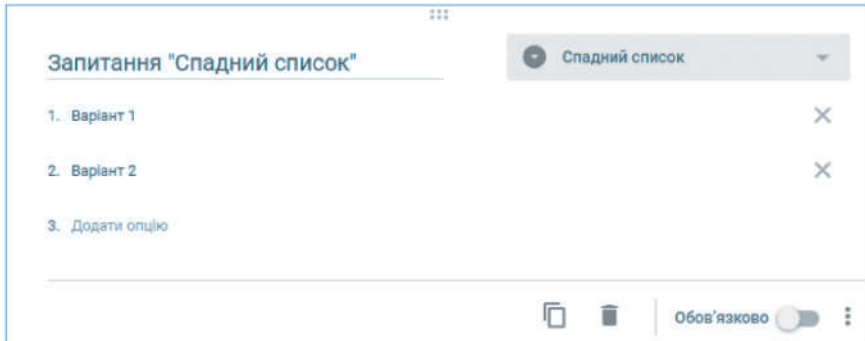 Запитання "Спадний список"
Спадний список
1. Варіант 1
2. Варіант 2
3. Додати опцію
Обов'язково